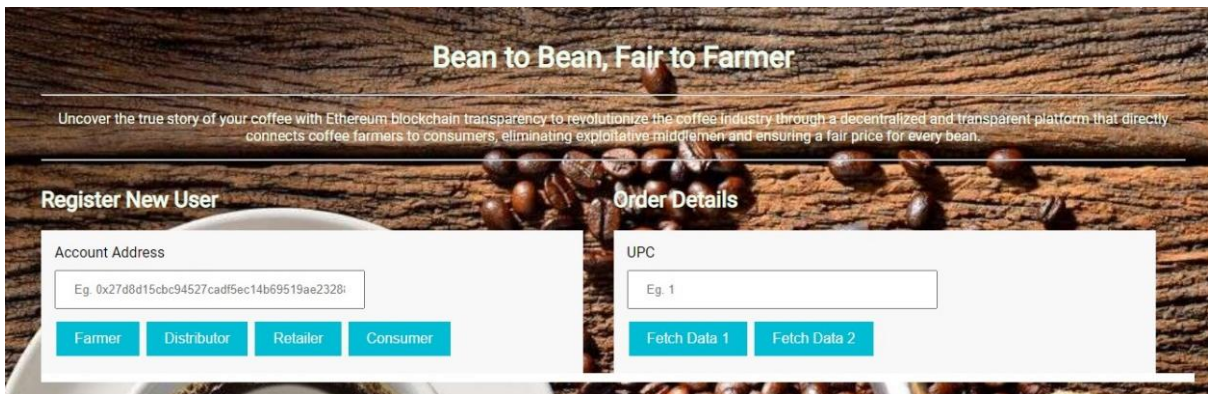 Bean to Bean, Fair to Farmer
Uncover the true story of your coffee with Ethereum blockchain transparency to revolutionize the coffee industry through a decentralized and transparent platform that directly
connects coffee farmers to consumers, eliminating exploitative middlemen and ensuring a fair price for every bean.
Register New User
Account Address
Eg. 0x27d8d15cbc94527cadf5ec14b69519ae2328
Farmer Distributor Retailer Consumer
Order Details
UPC
Eg. 1
Fetch Data 1 Fetch Data 2